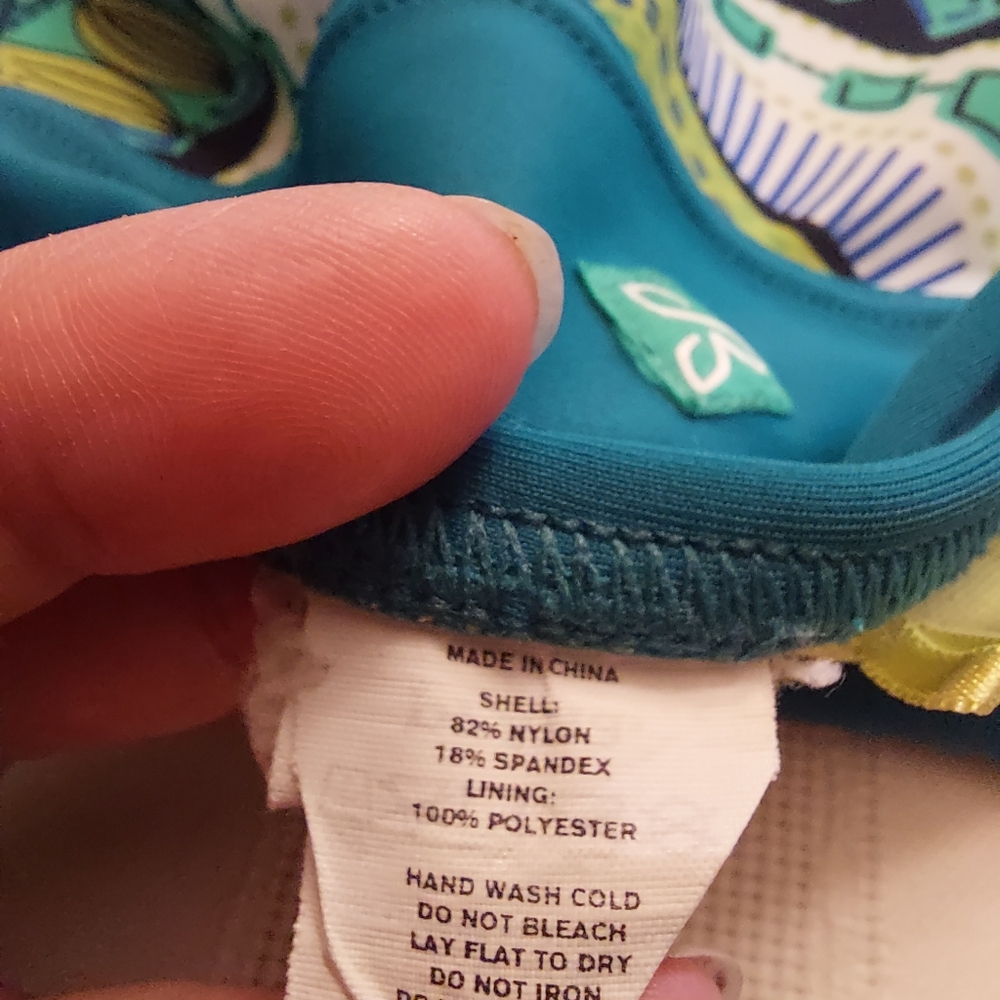 MADE IN CHINA
SHELL:
82% NYLON
18% SPANDEX
LINING:
100% POLYESTER
HAND WASH COLD
DO NOT BLEACH
LAY FLAT TO DRY
DO NOT IRON